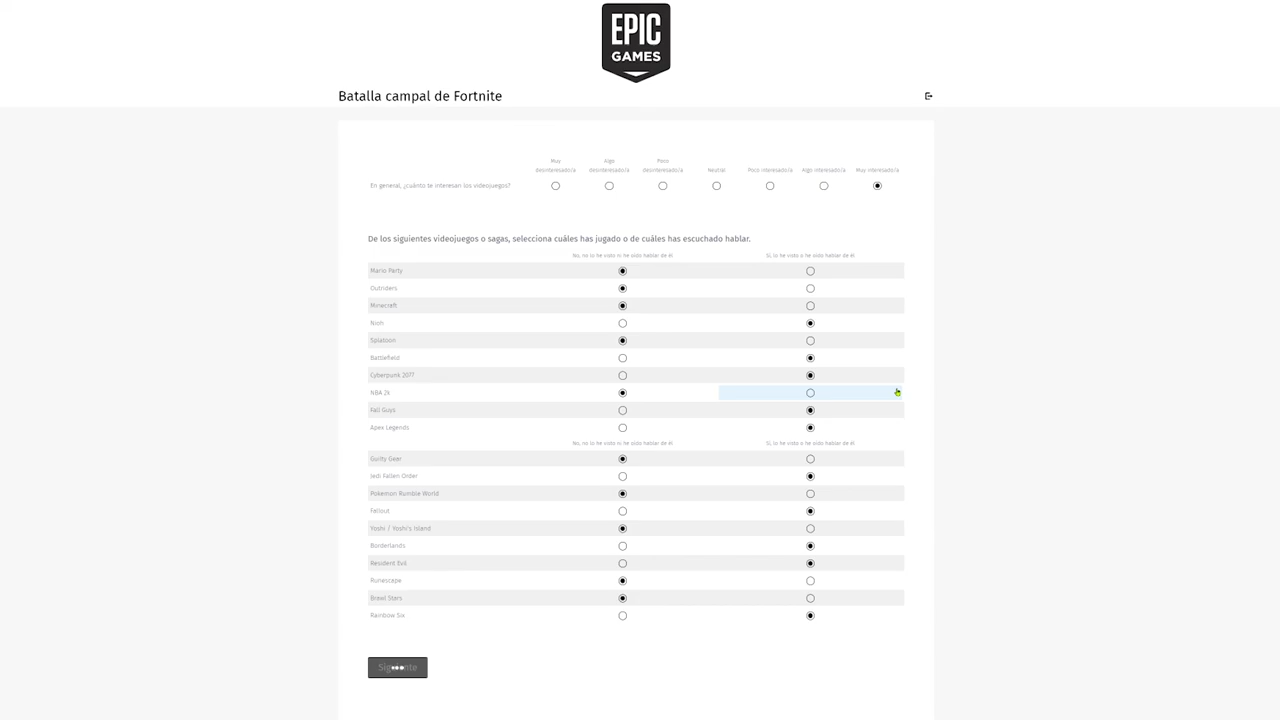 EPIC
GAMES
Batalla campal de Fortnite
Muy desinteresado/a
Algo desinteresado/a
Poco desinteresado/a
Neutral
Poco interesado/a
Algo interesado/a
Muy interesado/a
En general, ¿cuánto te interesan los videojuegos?
De los siguientes videojuegos o sagas, selecciona cuáles has jugado o de cuáles has escuchado hablar.
No, no lo he visto ni he oído hablar de él Sí, lo he visto o he oído hablar de él
Mario Party
Outriders
Minecraft
Nioh
Splatoon
Battlefield
Cyberpunk 2077
NBA 2k
Fall Guys
Apex Legends
No, no lo he visto ni he oído hablar de él Sí, lo he visto o he oído hablar de él
Guilty Gear
Jedi Fallen Order
Pokemon Rumble World
Fallout
Yoshi / Yoshi's Island
Borderlands
Resident Evil
Runescape
Brawl Stars
Rainbow Six
Siguiente